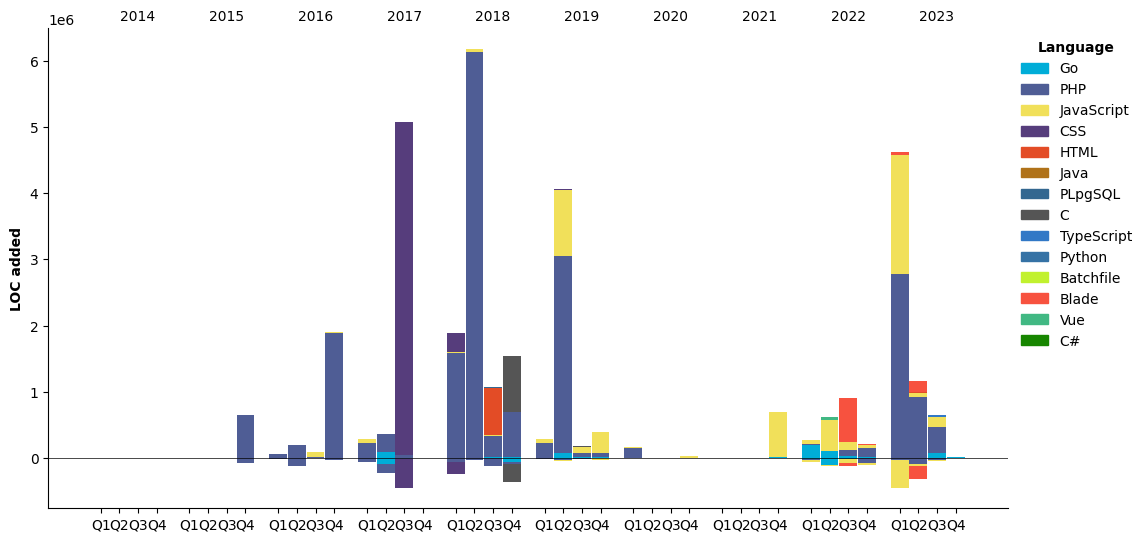 2014 2015 2016 2017 2018 2019 2020 2021 2022 2023
1e6
6
5
4
3
2
1
0
LOC added
Q1Q2Q3Q4 Q1Q2Q3Q4 Q1Q2Q3Q4 Q1Q2Q3Q4 Q1Q2Q3Q4 Q1Q2Q3Q4 Q1Q2Q3Q4 Q1Q2Q3Q4 Q1Q2Q3Q4 Q1Q2Q3Q4
Language
Go
PHP
JavaScript
CSS
HTML
Java
PLpgSQL
C
TypeScript
Python
Batchfile
Blade
Vue
C#